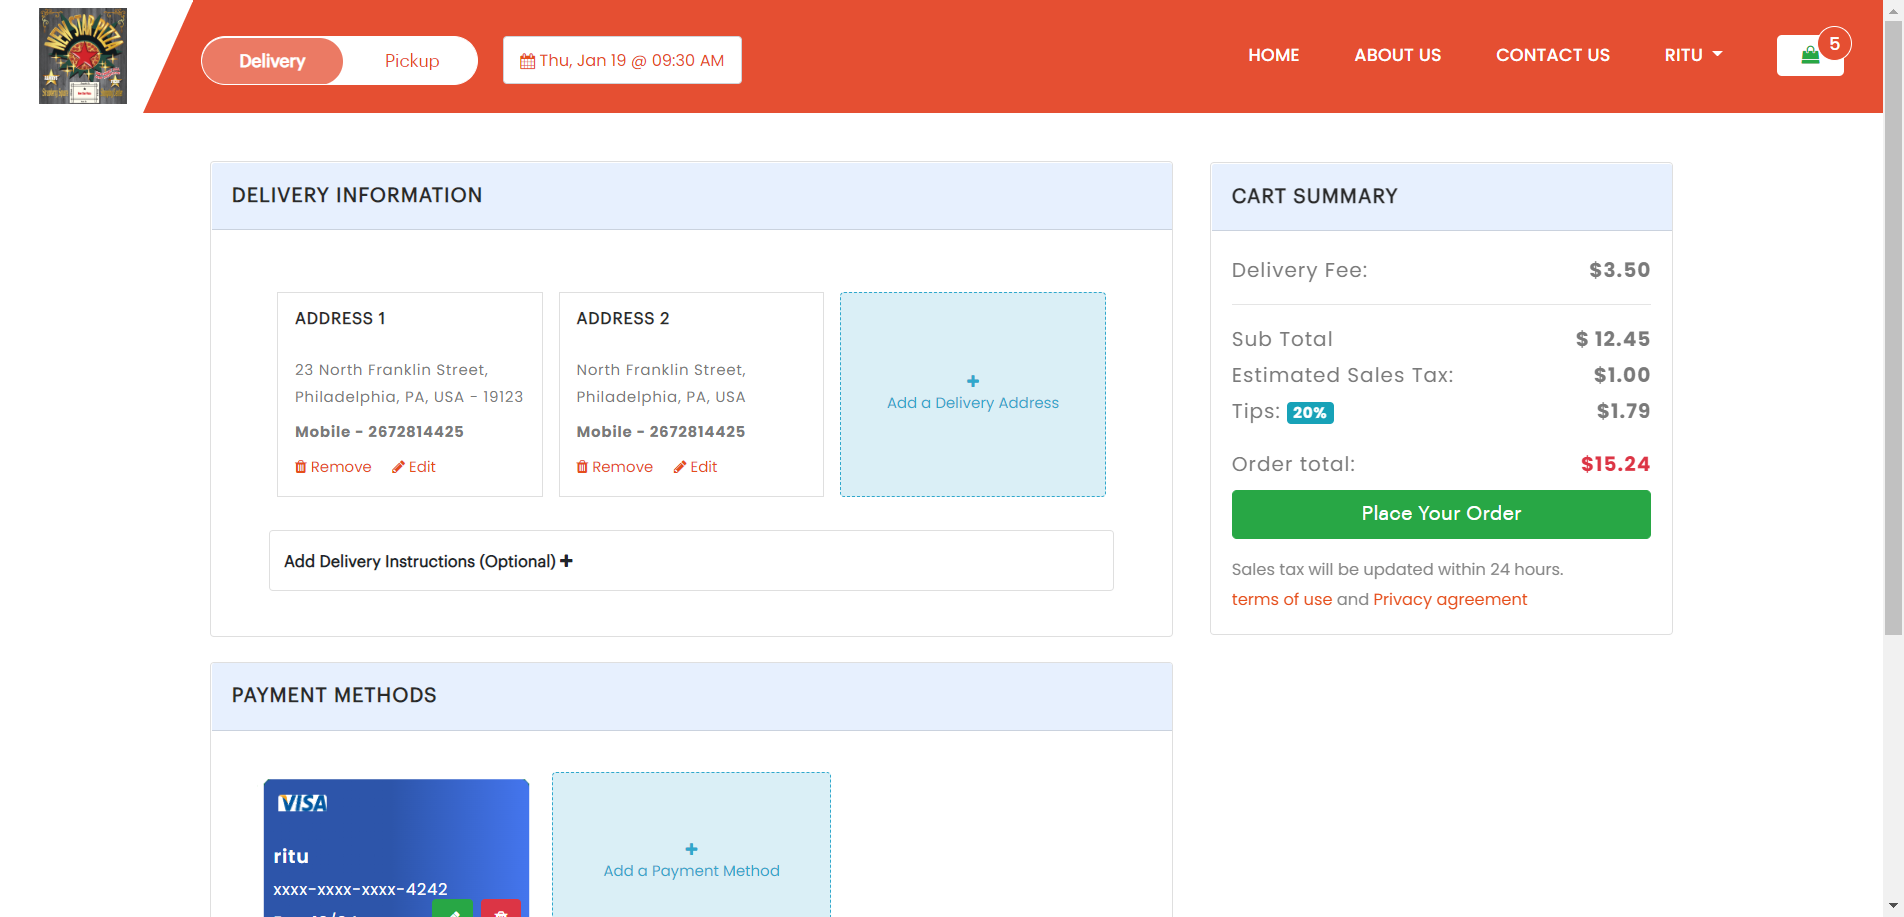 NEW STAR PIZZA
Delivery
Pickup
Thu, Jan 19 @ 09:30 AM
HOME
ABOUT US
CONTACT US
RITU
5
DELIVERY INFORMATION
ADDRESS 1
23 North Franklin Street,
Philadelphia, PA, USA - 19123
Mobile - 2672814425
Remove Edit
ADDRESS 2
North Franklin Street,
Philadelphia, PA, USA
Mobile - 2672814425
Remove Edit
Add a Delivery Address
Add Delivery Instructions (Optional)
CART SUMMARY
Delivery Fee: $3.50
Sub Total $ 12.45
Estimated Sales Tax: $1.00
Tips: 20% $1.79
Order total: $15.24
Place Your Order
Sales tax will be updated within 24 hours.
terms of use and Privacy agreement
PAYMENT METHODS
VISA
ritu
xxxx-xxxx-xxxx-4242
Add a Payment Method